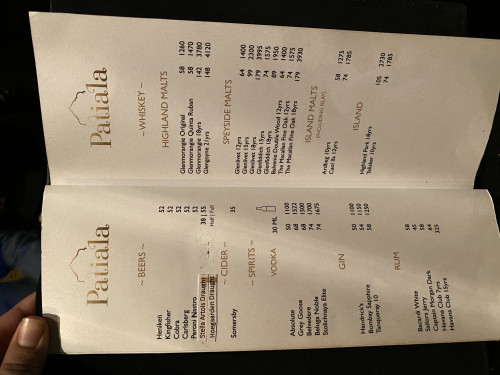 Patiala
~ BEERS ~
Heniken 52
Kingfisher 52
Cobra 52
Carlsberg 52
Peroni Nastro 52
Stella Artois Draught 38 | 55
Hoegaarden Draught Half | Full
~ CIDER ~
Somersby 35
~ SPIRITS ~
VODKA 30 ML
Absolute 50 1100
Grey Goose 68 1522
Belvedere 68 1500
Beluga Noble 74 1700
Stolichnaya Elite 74 1675
GIN
Hendrick's 50 1100
Bombay Sapphire 54 1150
Tanqueray 10 58 1250
RUM
Bacardi White 58
Sailors Jerry 45
Captain Morgan Dark 58
Havana Club 7yrs 64
Havana Club 15yrs 325
Patiala
~WHISKEY ~
HIGHLAND MALTS
Glenmorangie Original 58 1260
Glenmorangie Quinta Ruban 58 1470
Glenmorangie 18yrs 142 3780
Glengoyne 21yrs 148 4120
SPEYSIDE MALTS
Glenlivet 12yrs 64 1400
Glenlivet 15yrs 99 2300
Glenlivet 18yrs 179 3995
Glenfiddich 15yrs 74 1575
Glenfiddich 18yrs 89 1950
Balvenie Double Wood 12yrs 64 1400
The Macallan Fine Oak 12yrs 74 1575
The Macallan Fine Oak 18yrs 179 3930
ISLAND MALTS
(INCLUDING ISLAY)
Ardbeg 10yrs 58 1275
Caol Ila 12yrs 74 1785
ISLAND
Highland Park 18yrs 105 2730
Talisker 10yrs 74 1785